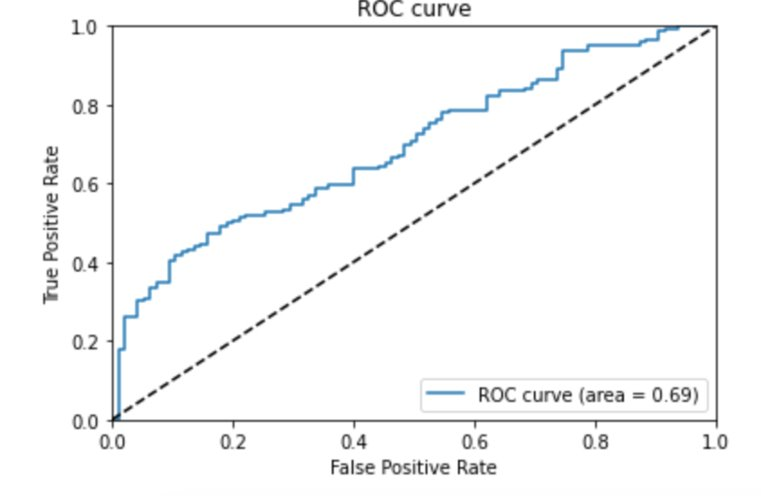 ROC curve
1.0
0.8
0.6
0.4
0.2
0.0
True Positive Rate
ROC curve (area = 0.69)
0.0 0.2 0.4 0.6 0.8 1.0
False Positive Rate